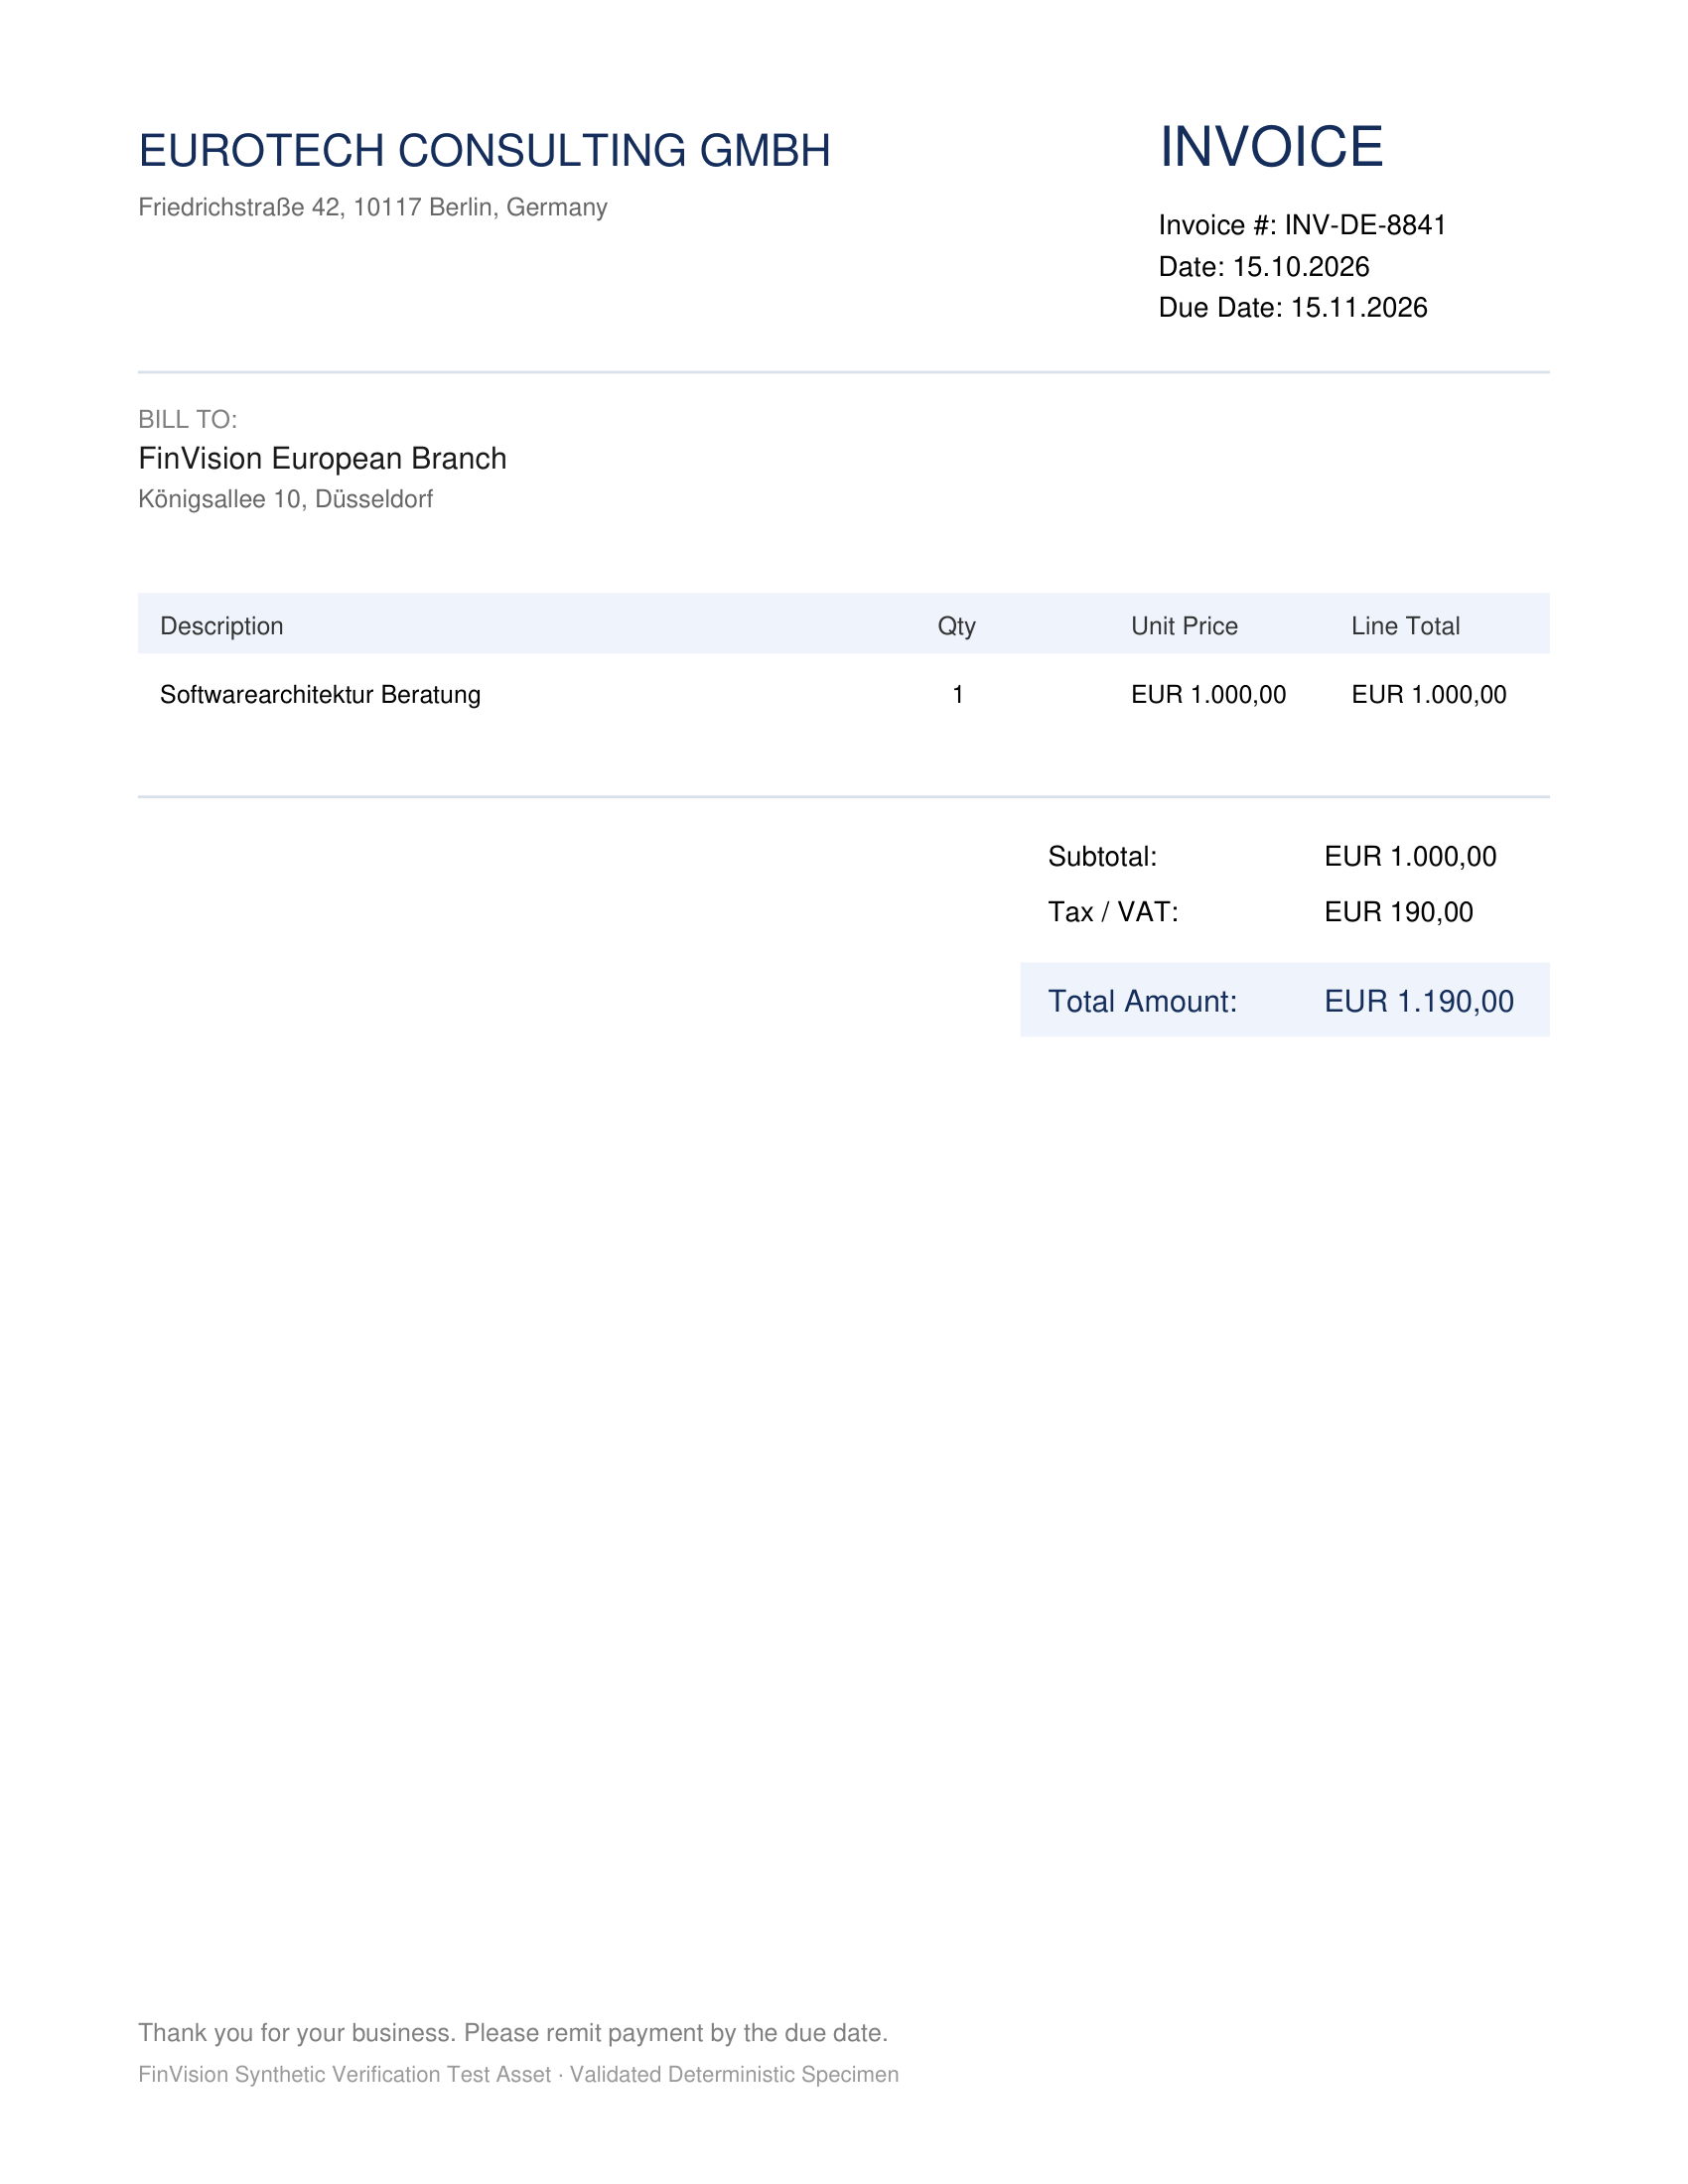 EUROTECH CONSULTING GMBH
Friedrichstraße 42, 10117 Berlin, Germany
INVOICE
Invoice #: INV-DE-8841
Date: 15.10.2026
Due Date: 15.11.2026
BILL TO:
FinVision European Branch
Königsallee 10, Düsseldorf
Description Qty Unit Price Line Total
Softwarearchitektur Beratung 1 EUR 1.000,00 EUR 1.000,00
Subtotal: EUR 1.000,00
Tax / VAT: EUR 190,00
Total Amount: EUR 1.190,00
Thank you for your business. Please remit payment by the due date.
FinVision Synthetic Verification Test Asset · Validated Deterministic Specimen